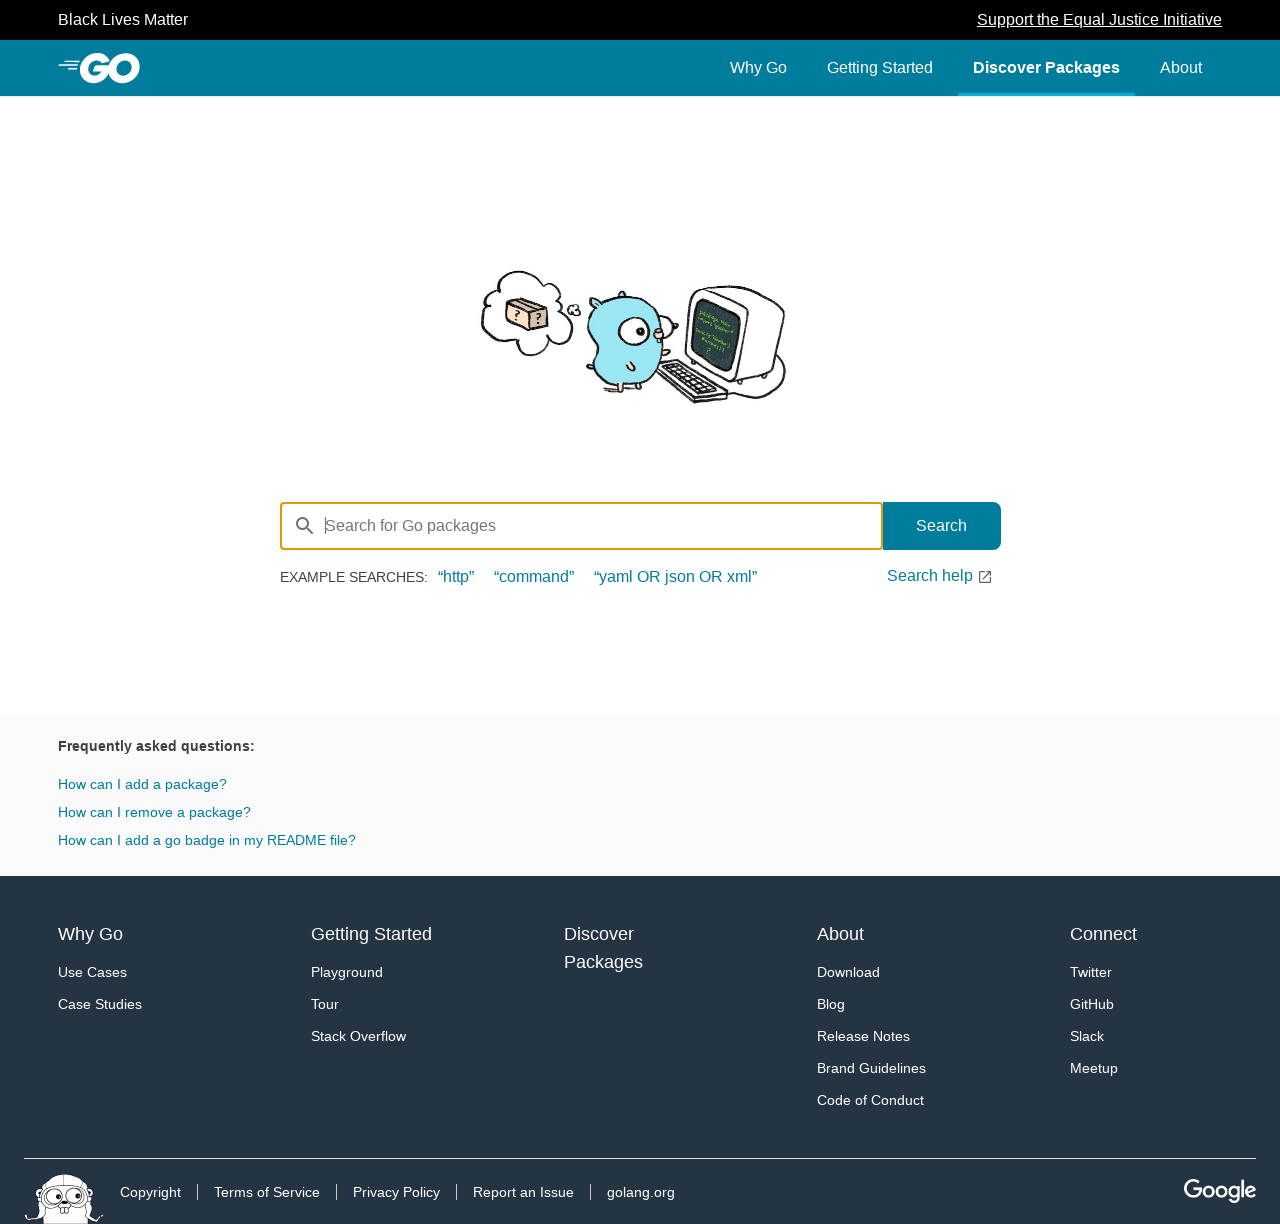 Black Lives Matter
Support the Equal Justice Initiative
GO
Why Go
Getting Started
Discover Packages
About
Search for Go packages
Search
EXAMPLE SEARCHES:
“http”
“command”
“yaml OR json OR xml”
Search help
Frequently asked questions:
How can I add a package?
How can I remove a package?
How can I add a go badge in my README file?
Why Go
Use Cases
Case Studies
Getting Started
Playground
Tour
Stack Overflow
Discover
Packages
About
Download
Blog
Release Notes
Brand Guidelines
Code of Conduct
Connect
Twitter
GitHub
Slack
Meetup
Copyright
Terms of Service
Privacy Policy
Report an Issue
golang.org
Google